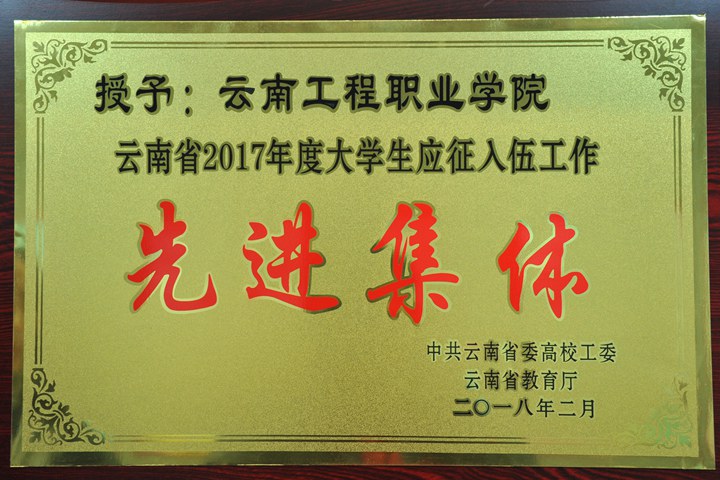 授予：云南工程职业学院
云南省2017年度大学生应征入伍工作
先进集体
中共云南省委高校工委
云南省教育厅
二〇一八年二月